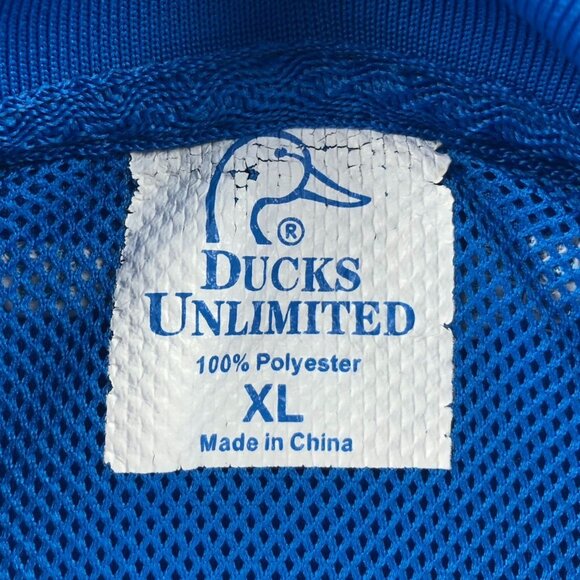 ®
DUCKS
UNLIMITED
100% Polyester
XL
Made in China